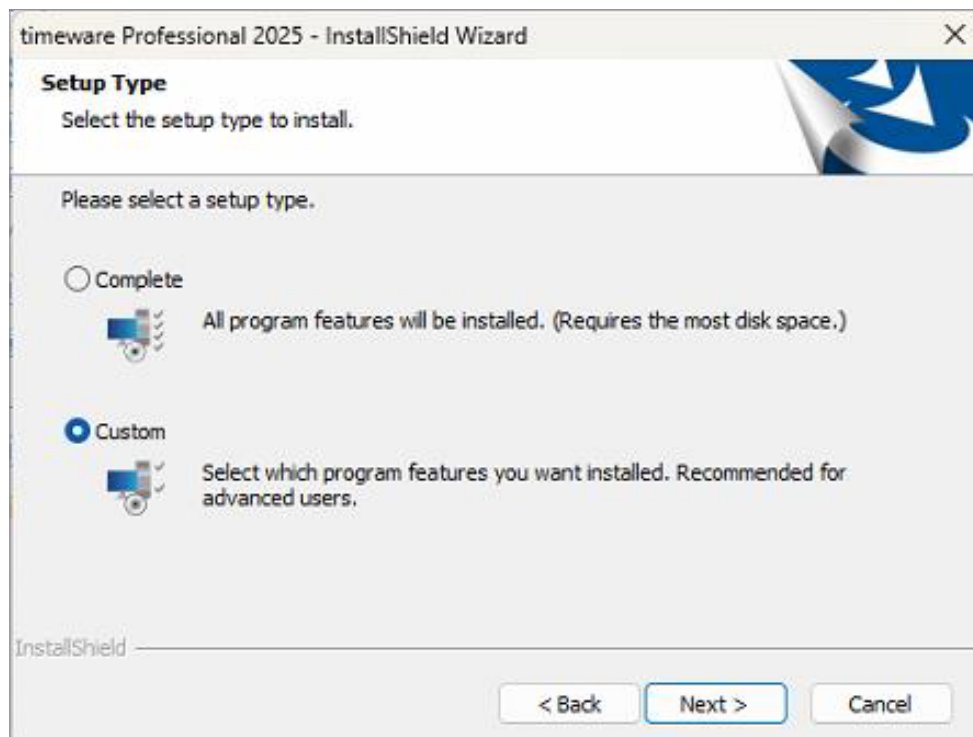 timeware Professional 2025 - InstallShield Wizard
Setup Type
Select the setup type to install.
Please select a setup type.
Complete
All program features will be installed. (Requires the most disk space.)
Custom
Select which program features you want installed. Recommended for
advanced users.
InstallShield
< Back
Next >
Cancel